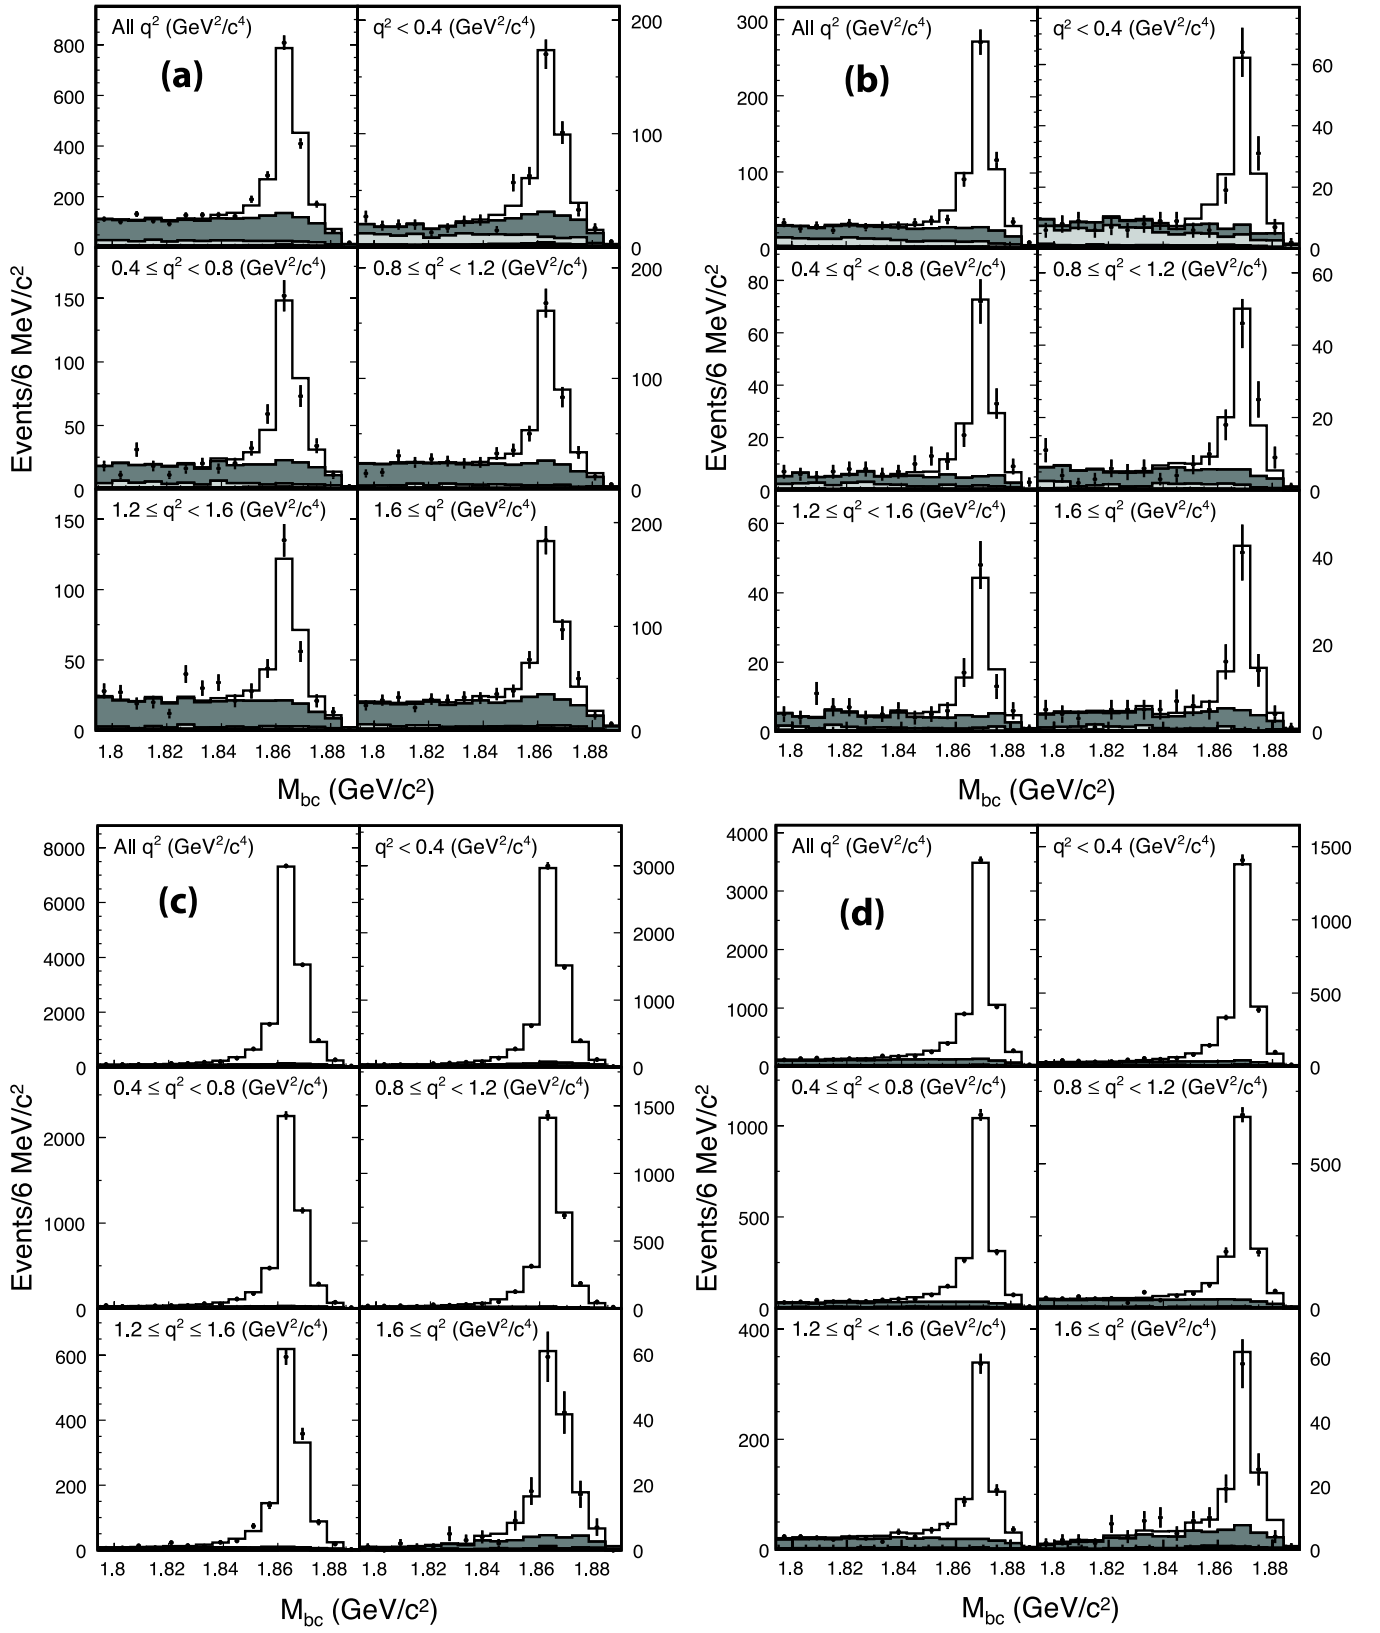 All q² (GeV²/c⁴)
q² < 0.4 (GeV²/c⁴)
(a)
800
600
400
200
0
200
100
0
0.4 ≤ q² < 0.8 (GeV²/c⁴)
0.8 ≤ q² < 1.2 (GeV²/c⁴)
150
100
50
0
200
100
0
1.2 ≤ q² < 1.6 (GeV²/c⁴)
1.6 ≤ q² (GeV²/c⁴)
150
100
50
0
200
100
0
Events/6 MeV/c²
1.8 1.82 1.84 1.86 1.88 1.8 1.82 1.84 1.86 1.88
M_bc (GeV/c²)
All q² (GeV²/c⁴)
q² < 0.4 (GeV²/c⁴)
(b)
300
200
100
0
60
40
20
0
0.4 ≤ q² < 0.8 (GeV²/c⁴)
0.8 ≤ q² < 1.2 (GeV²/c⁴)
80
60
40
20
0
60
40
20
0
1.2 ≤ q² < 1.6 (GeV²/c⁴)
1.6 ≤ q² (GeV²/c⁴)
60
40
20
0
40
20
0
Events/6 MeV/c²
1.8 1.82 1.84 1.86 1.88 1.8 1.82 1.84 1.86 1.88
M_bc (GeV/c²)
All q² (GeV²/c⁴)
q² < 0.4 (GeV²/c⁴)
(c)
8000
6000
4000
2000
0
3000
2000
1000
0
0.4 ≤ q² < 0.8 (GeV²/c⁴)
0.8 ≤ q² < 1.2 (GeV²/c⁴)
2000
1000
0
1500
1000
500
0
1.2 ≤ q² ≤ 1.6 (GeV²/c⁴)
1.6 ≤ q² (GeV²/c⁴)
600
400
200
0
60
40
20
0
Events/6 MeV/c²
1.8 1.82 1.84 1.86 1.88 1.8 1.82 1.84 1.86 1.88
M_bc (GeV/c²)
All q² (GeV²/c⁴)
q² < 0.4 (GeV²/c⁴)
(d)
4000
3000
2000
1000
0
1500
1000
500
0
0.4 ≤ q² < 0.8 (GeV²/c⁴)
0.8 ≤ q² < 1.2 (GeV²/c⁴)
1000
500
0
500
0
1.2 ≤ q² < 1.6 (GeV²/c⁴)
1.6 ≤ q² (GeV²/c⁴)
400
200
0
60
40
20
0
Events/6 MeV/c²
1.8 1.82 1.84 1.86 1.88 1.8 1.82 1.84 1.86 1.88
M_bc (GeV/c²)